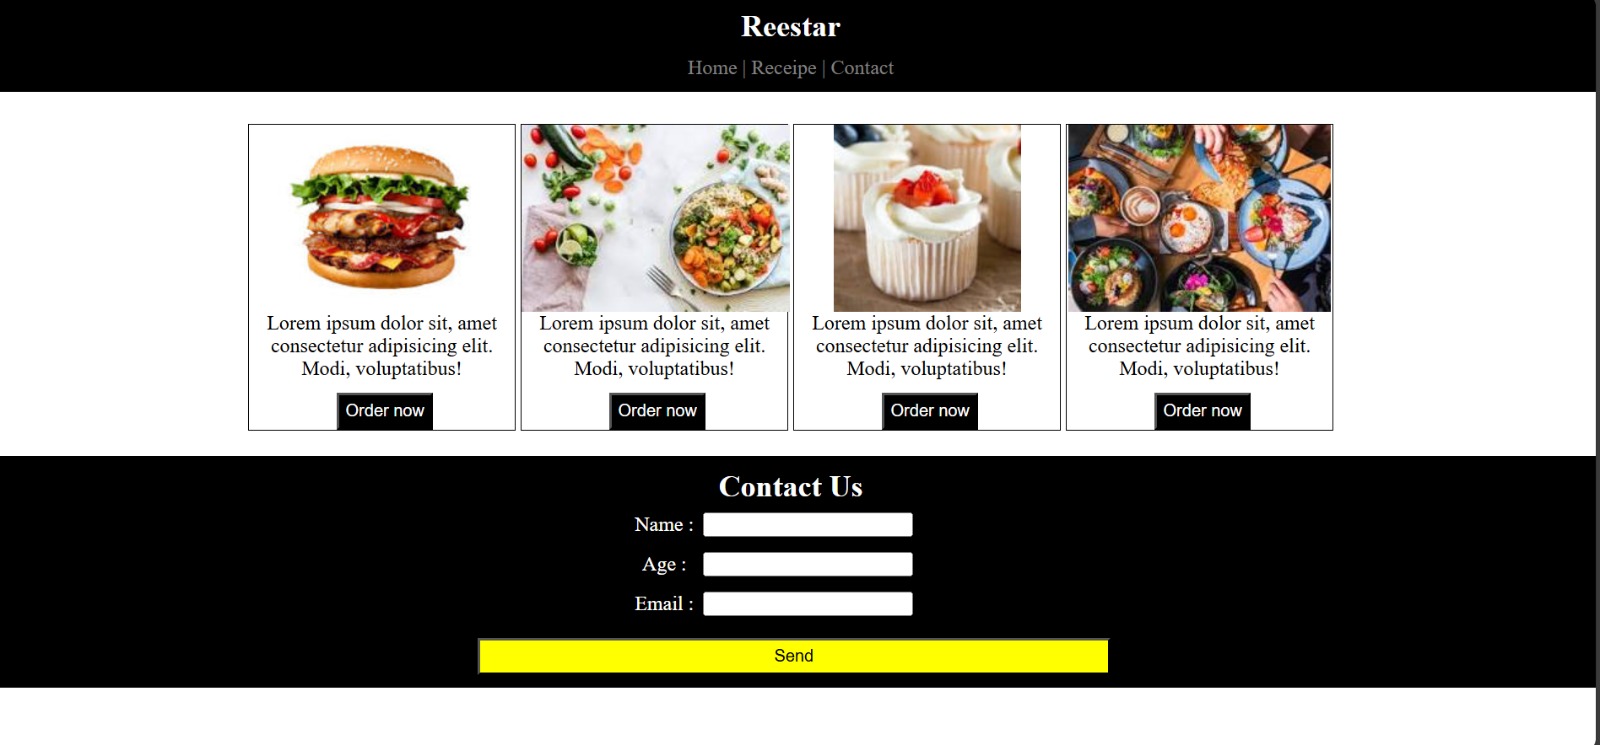 Reestar
Home | Receipe | Contact
Lorem ipsum dolor sit, amet
consectetur adipisicing elit.
Modi, voluptatibus!
Order now
Lorem ipsum dolor sit, amet
consectetur adipisicing elit.
Modi, voluptatibus!
Order now
Lorem ipsum dolor sit, amet
consectetur adipisicing elit.
Modi, voluptatibus!
Order now
Lorem ipsum dolor sit, amet
consectetur adipisicing elit.
Modi, voluptatibus!
Order now
Contact Us
Name :
Age :
Email :
Send